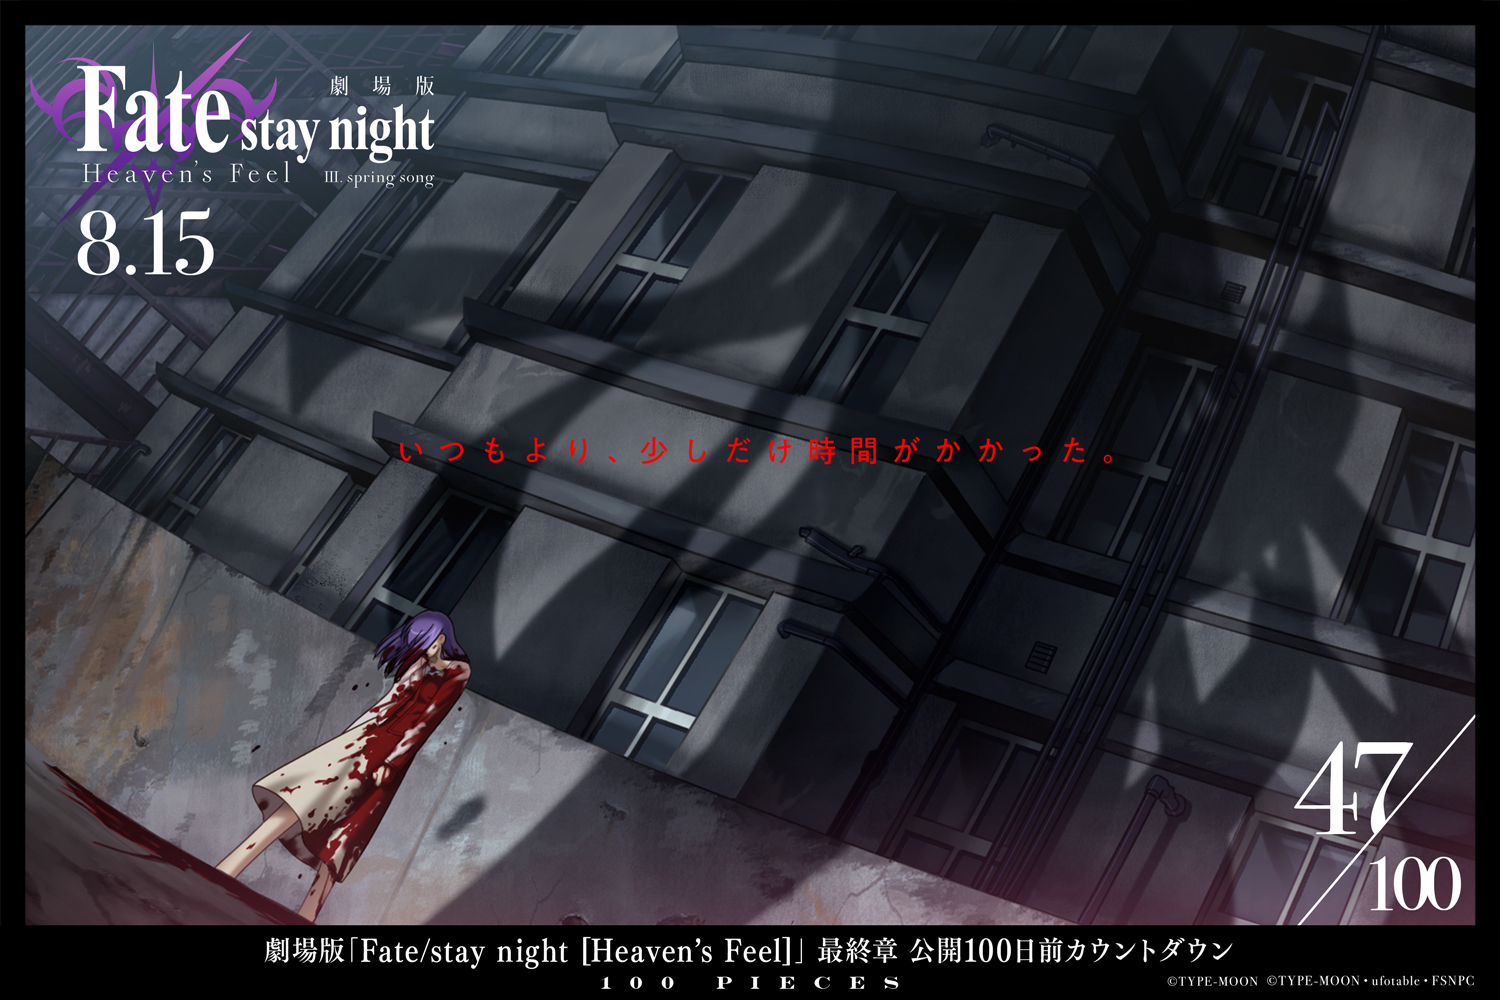 劇場版
Fate stay night
Heaven's Feel III. spring song
8.15
いつもより、少しだけ時間がかかった。
47/100
劇場版「Fate/stay night [Heaven's Feel]」 最終章 公開100日前カウントダウン
100 PIECES
©TYPE-MOON ©TYPE-MOON・ufotable・FSNPC